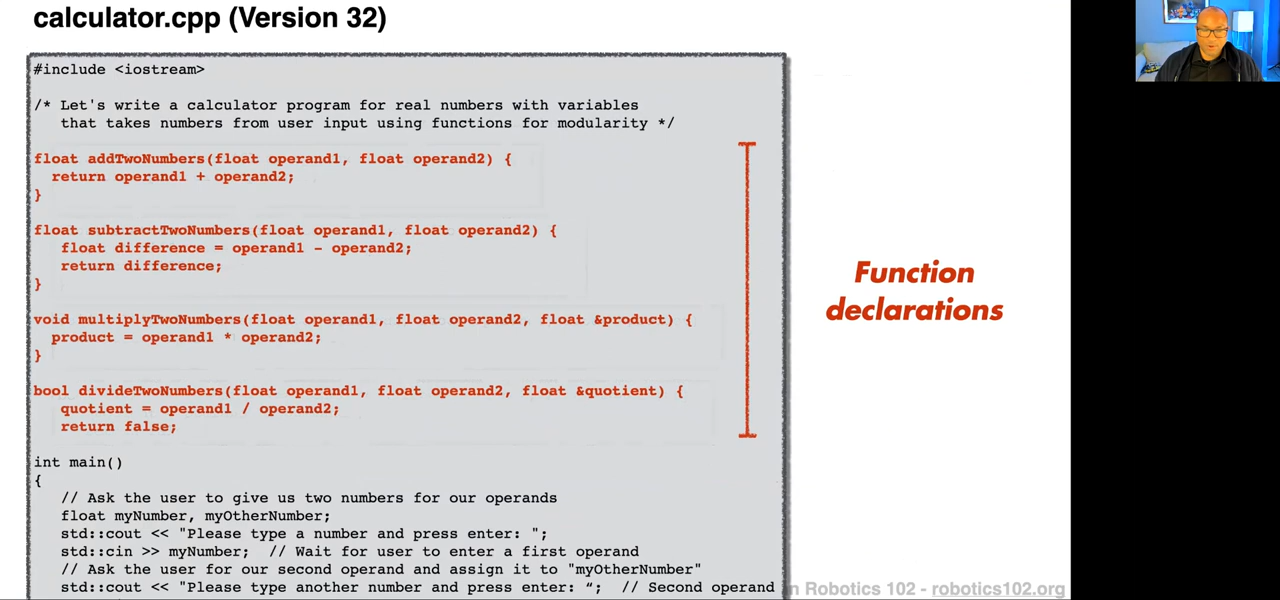 calculator.cpp (Version 32)
#include <iostream>
/* Let's write a calculator program for real numbers with variables
that takes numbers from user input using functions for modularity */
float addTwoNumbers(float operand1, float operand2) {
return operand1 + operand2;
}
float subtractTwoNumbers(float operand1, float operand2) {
float difference = operand1 - operand2;
return difference;
}
void multiplyTwoNumbers(float operand1, float operand2, float &product) {
product = operand1 * operand2;
}
bool divideTwoNumbers(float operand1, float operand2, float &quotient) {
quotient = operand1 / operand2;
return false;
Function
declarations
int main()
{
// Ask the user to give us two numbers for our operands
float myNumber, myOtherNumber;
std::cout << "Please type a number and press enter: ";
std::cin >> myNumber;  // Wait for user to enter a first operand
// Ask the user for our second operand and assign it to "myOtherNumber"
std::cout << "Please type another number and press enter: “;  // Second operand
n Robotics 102 - robotics102.org